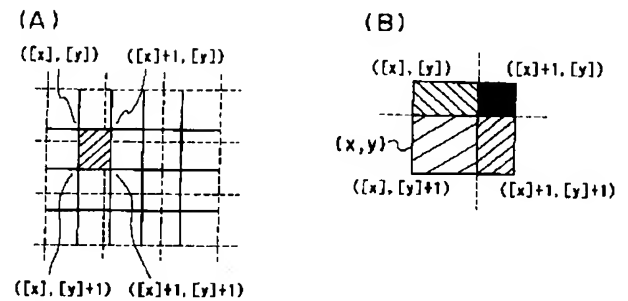 (A)
([x], [y]) ([x]+1, [y])
([x], [y]+1) ([x]+1, [y]+1)
(B)
([x], [y]) ([x]+1, [y])
{x,y}
([x], [y]+1) ([x]+1, [y]+1)